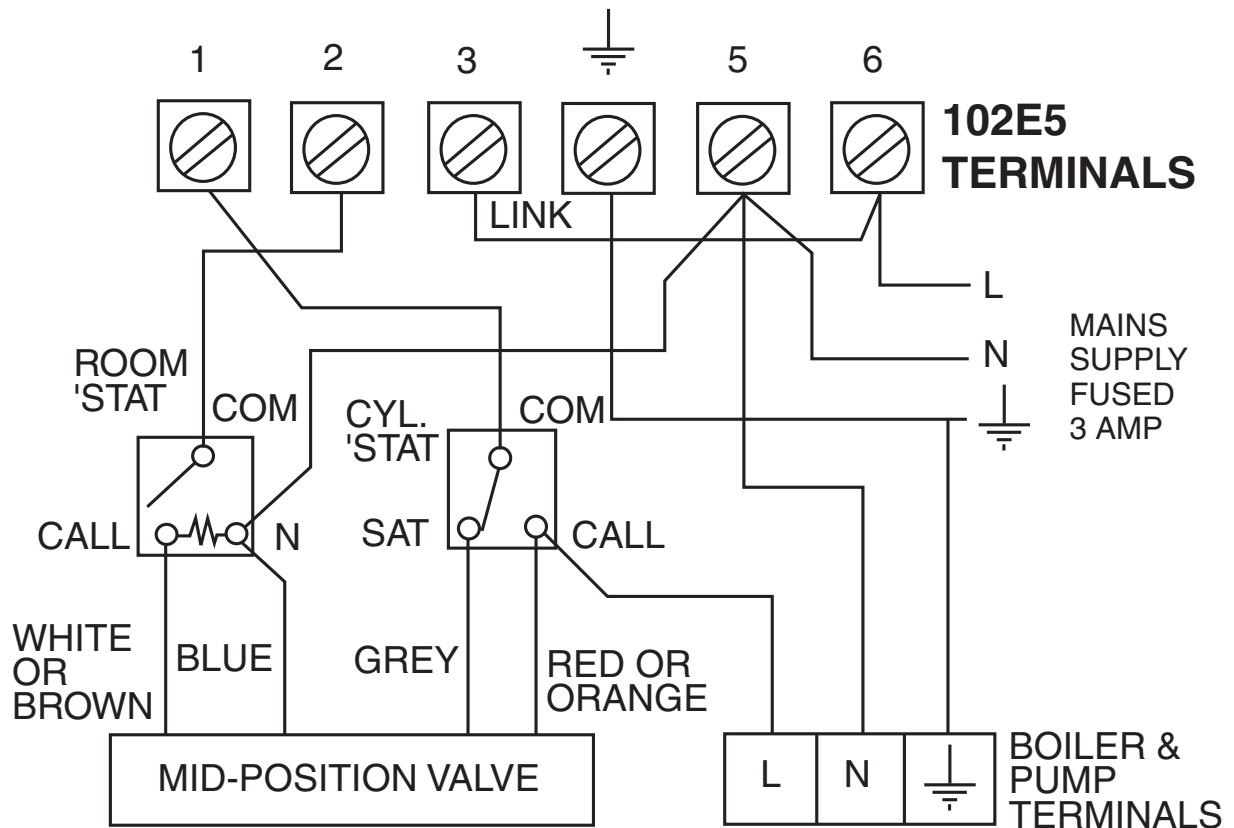 1 2 3 5 6
102E5
TERMINALS
LINK
L
N
MAINS
SUPPLY
FUSED
3 AMP
ROOM
'STAT
COM
CYL.
'STAT
COM
CALL
N
SAT
CALL
WHITE
OR
BROWN
BLUE
GREY
RED OR
ORANGE
MID-POSITION VALVE
L N
BOILER &
PUMP
TERMINALS